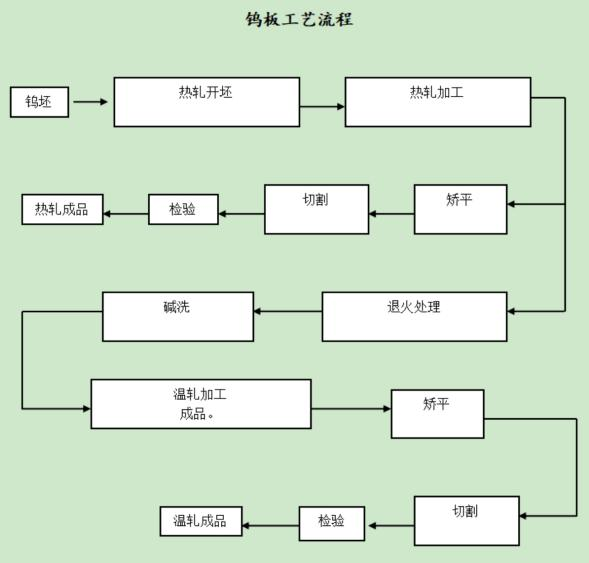 钨板工艺流程
钨坯
热轧开坯
热轧加工
热轧成品
检验
切割
矫平
碱洗
退火处理
温轧加工
成品。
矫平
温轧成品
检验
切割